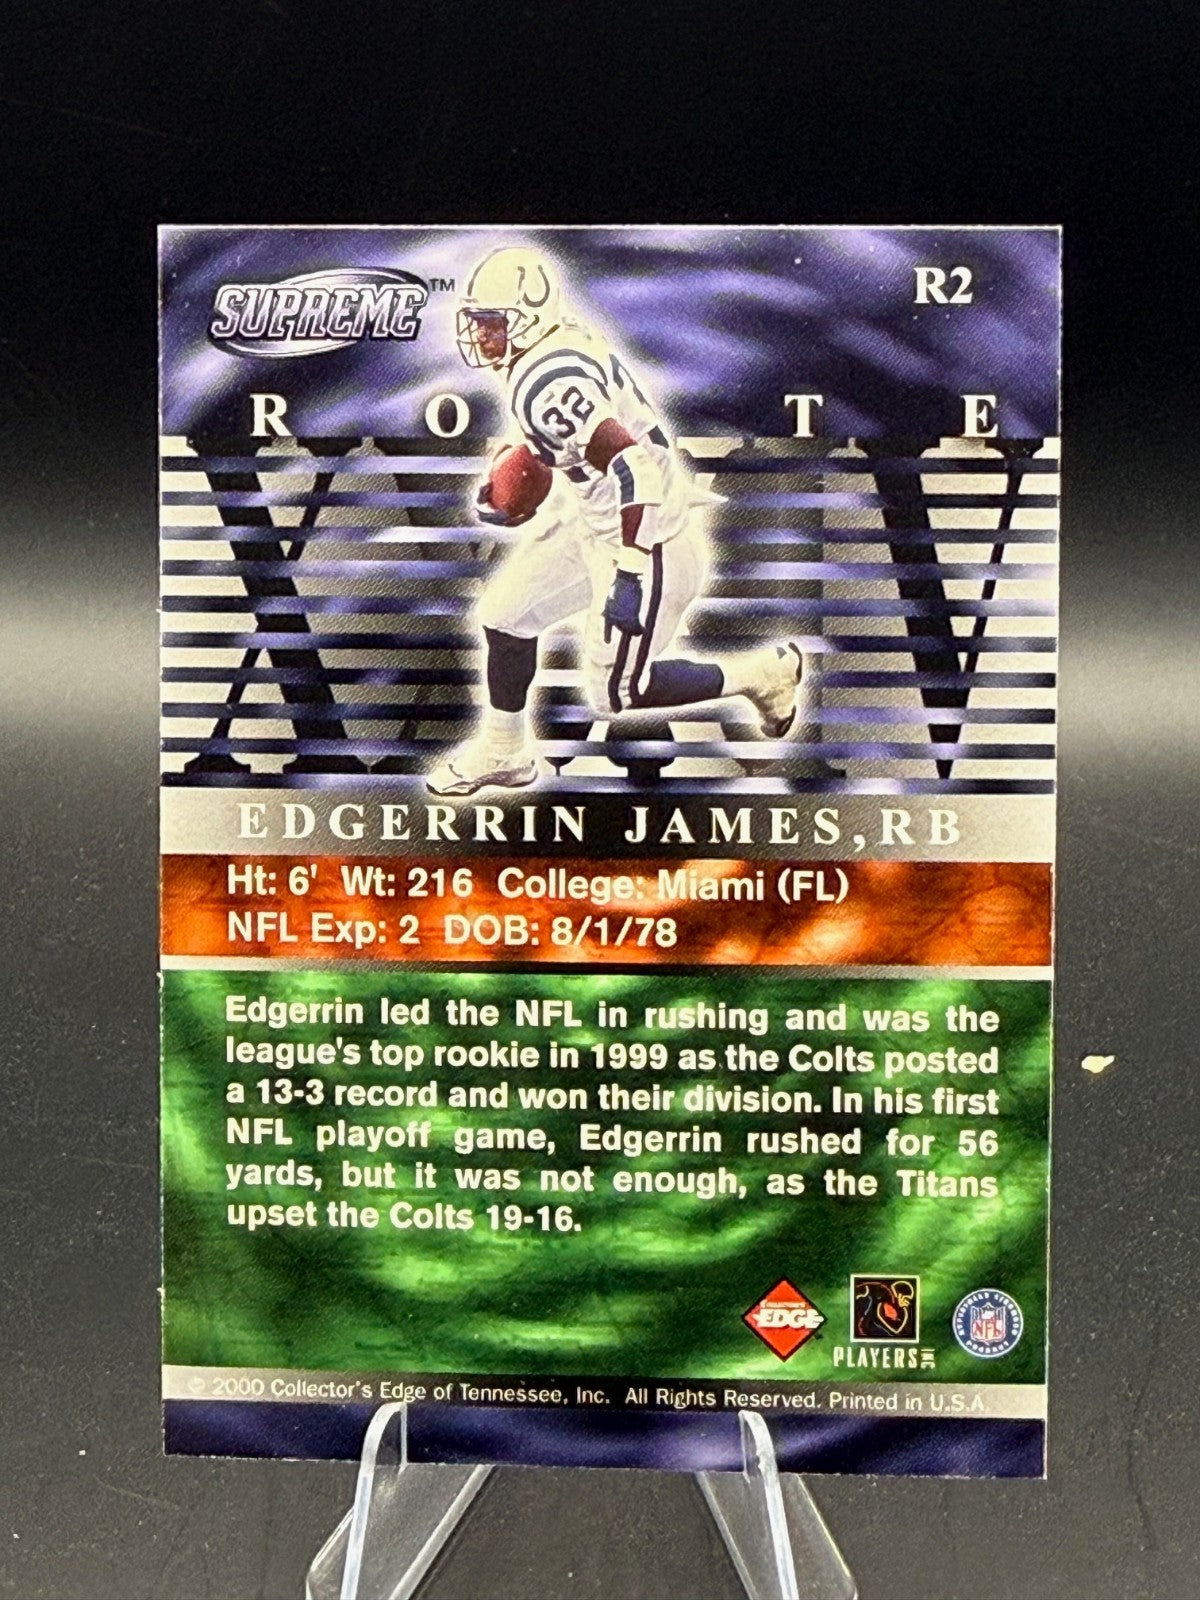 SUPREME™
R2
R O T E
32
XXXIV
EDGERRIN JAMES, RB
Ht: 6' Wt: 216 College: Miami (FL)
NFL Exp: 2 DOB: 8/1/78
Edgerrin led the NFL in rushing and was the
league's top rookie in 1999 as the Colts posted
a 13-3 record and won their division. In his first
NFL playoff game, Edgerrin rushed for 56
yards, but it was not enough, as the Titans
upset the Colts 19-16.
COLLECTOR'S
EDGE
PLAYERS INC
NFL
© 2000 Collector's Edge of Tennessee, Inc. All Rights Reserved. Printed in U.S.A.